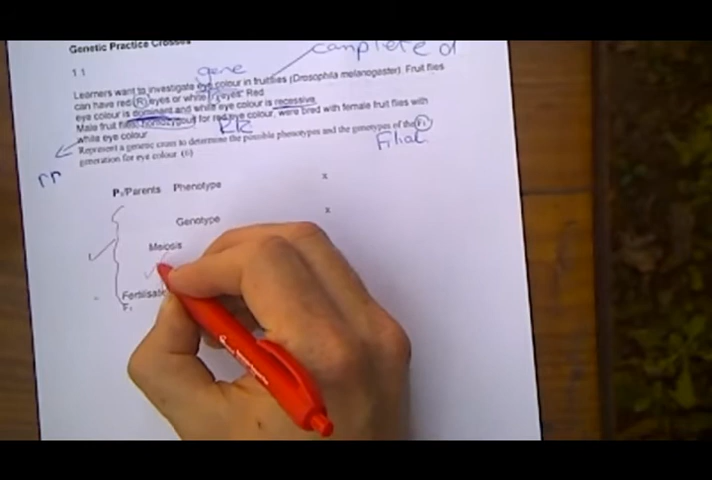 Genetic Practice Crosses
complete d
1 1
gene
Learners want to investigate eye colour in fruitflies (Drosophila melanogaster). Fruit flies
can have red (R) eyes or white (r) eyes. Red
eye colour is dominant and white eye colour is recessive.
Male fruit flies, homozygous for red eye colour, were bred with female fruit flies with
RR
white eye colour.
Represent a genetic cross to determine the possible phenotypes and the genotypes of the F1
Filial
generation for eye colour (6)
rr
P1/Parents Phenotype x
Genotype x
Meiosis
F1